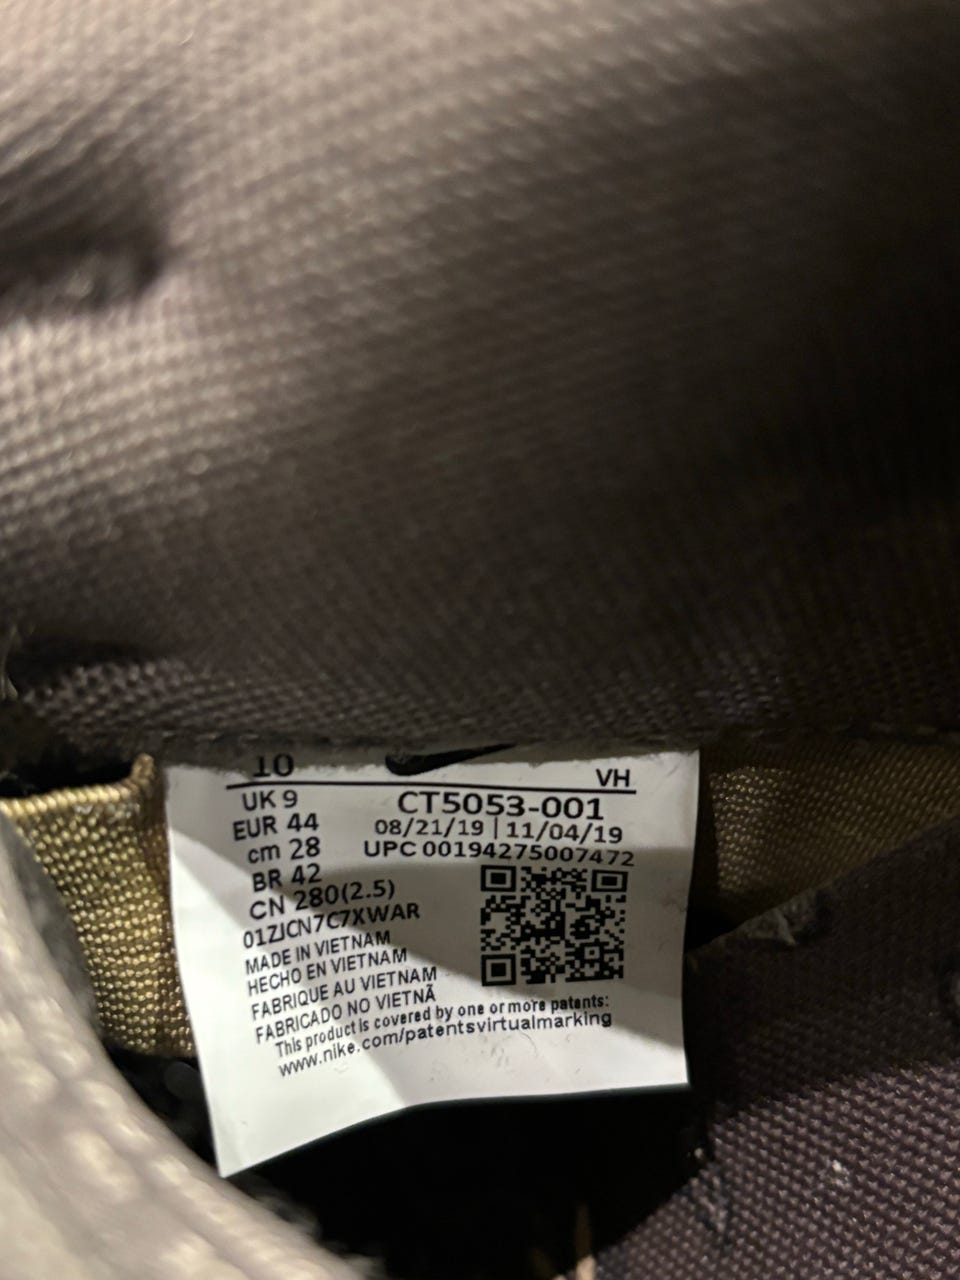 10
VH
UK 9
CT5053-001
EUR 44
08/21/19 | 11/04/19
cm 28
UPC 00194275007472
BR 42
CN 280(2.5)
01ZJCN7C7XWAR
MADE IN VIETNAM
HECHO EN VIETNAM
FABRIQUE AU VIETNAM
FABRICADO NO VIETNÃ
This product is covered by one or more patents:
www.nike.com/patentsvirtualmarking